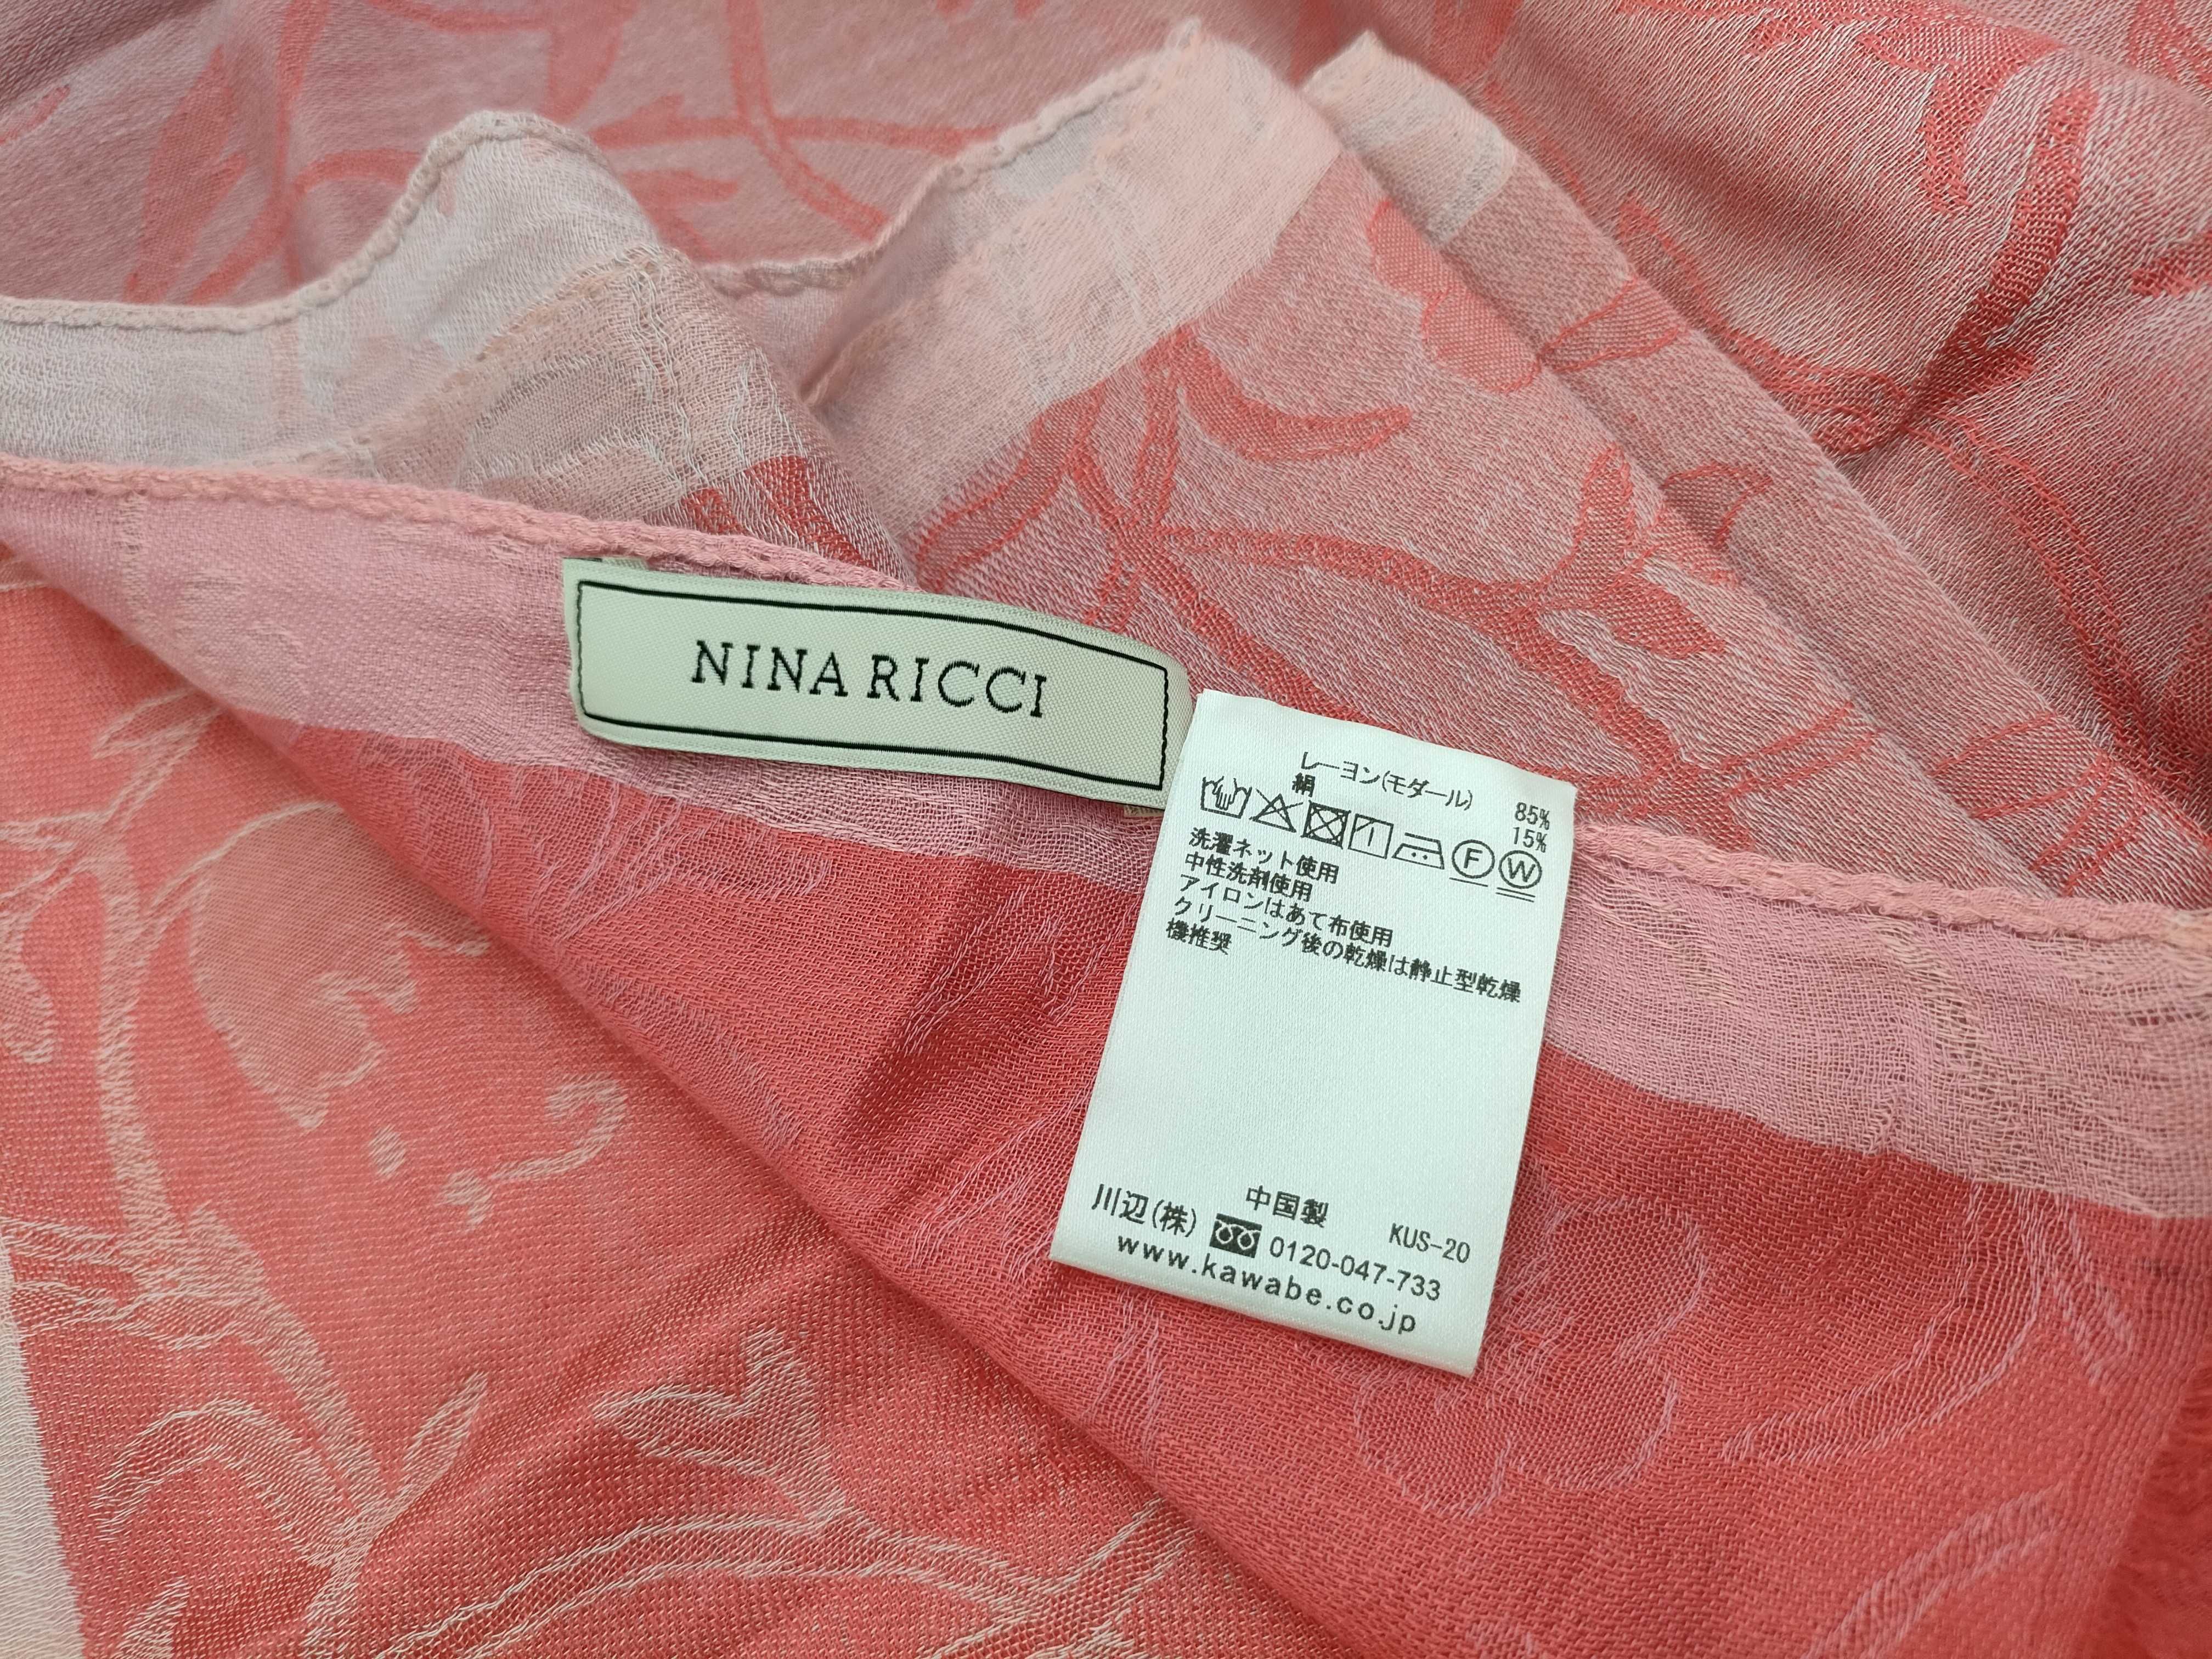 NINA RICCI
レーヨン(モダール) 85%
絹 15%
F W
洗濯ネット使用
中性洗剤使用
アイロンはあて布使用
クリーニング後の乾燥は静止型乾燥
機推奨
中国製
川辺(株) KUS-20
0120-047-733
www.kawabe.co.jp